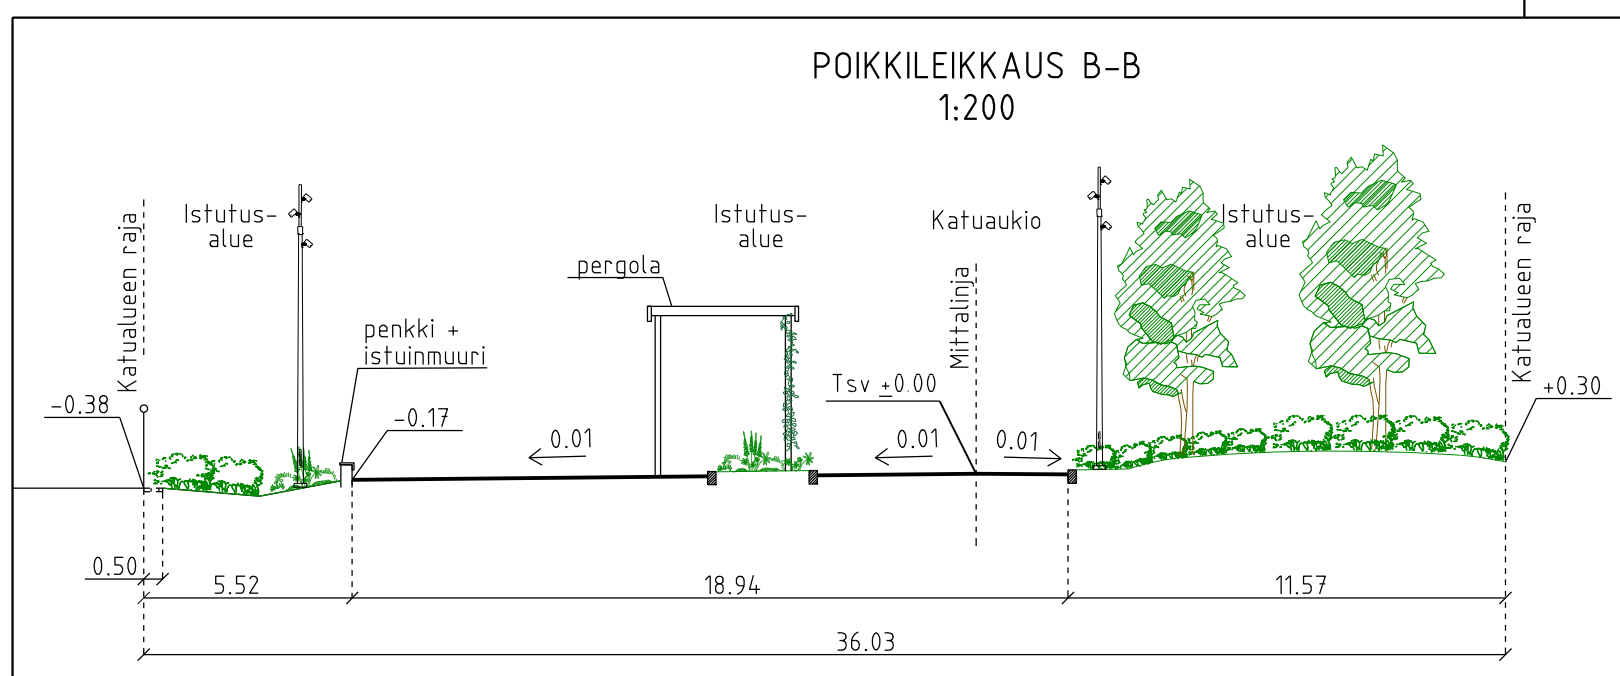 POIKKILEIKKAUS B-B
1:200
Katualueen raja
Istutus-
alue
pergola
Istutus-
alue
Katuaukio
Mittalinja
Istutus-
alue
Katualueen raja
penkki +
istuinmuuri
-0.38
-0.17
0.01
Tsv ±0.00
0.01
0.01
+0.30
0.50
5.52
18.94
11.57
36.03